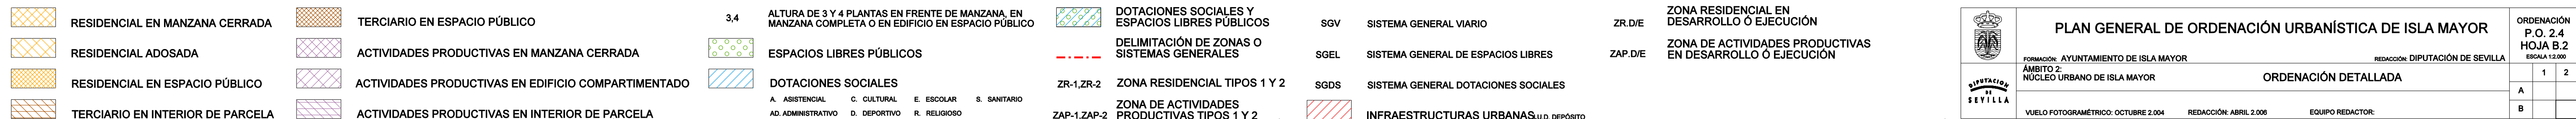 RESIDENCIAL EN MANZANA CERRADA
RESIDENCIAL ADOSADA
RESIDENCIAL EN ESPACIO PÚBLICO
TERCIARIO EN INTERIOR DE PARCELA
TERCIARIO EN ESPACIO PÚBLICO
ACTIVIDADES PRODUCTIVAS EN MANZANA CERRADA
ACTIVIDADES PRODUCTIVAS EN EDIFICIO COMPARTIMENTADO
ACTIVIDADES PRODUCTIVAS EN INTERIOR DE PARCELA
3,4 ALTURA DE 3 Y 4 PLANTAS EN FRENTE DE MANZANA, EN
MANZANA COMPLETA O EN EDIFICIO EN ESPACIO PÚBLICO
ESPACIOS LIBRES PÚBLICOS
DOTACIONES SOCIALES
A. ASISTENCIAL C. CULTURAL E. ESCOLAR S. SANITARIO
AD. ADMINISTRATIVO D. DEPORTIVO R. RELIGIOSO
DOTACIONES SOCIALES Y
ESPACIOS LIBRES PÚBLICOS
DELIMITACIÓN DE ZONAS O
SISTEMAS GENERALES
ZR-1,ZR-2 ZONA RESIDENCIAL TIPOS 1 Y 2
ZAP-1,ZAP-2 ZONA DE ACTIVIDADES
PRODUCTIVAS TIPOS 1 Y 2
SGV SISTEMA GENERAL VIARIO
SGEL SISTEMA GENERAL DE ESPACIOS LIBRES
SGDS SISTEMA GENERAL DOTACIONES SOCIALES
INFRAESTRUCTURAS URBANAS I.U.D. DEPÓSITO
ZR.D/E ZONA RESIDENCIAL EN
DESARROLLO Ó EJECUCIÓN
ZAP.D/E ZONA DE ACTIVIDADES PRODUCTIVAS
EN DESARROLLO Ó EJECUCIÓN
PLAN GENERAL DE ORDENACIÓN URBANÍSTICA DE ISLA MAYOR
FORMACIÓN: AYUNTAMIENTO DE ISLA MAYOR REDACCIÓN: DIPUTACIÓN DE SEVILLA
ORDENACIÓN
P.O. 2.4
HOJA B.2
ESCALA 1:2.000
DIPUTACION
DE
SEVILLA
ÁMBITO 2:
NÚCLEO URBANO DE ISLA MAYOR
ORDENACIÓN DETALLADA
VUELO FOTOGRAMÉTRICO: OCTUBRE 2.004 REDACCIÓN: ABRIL 2.006 EQUIPO REDACTOR:
1 2
A
B